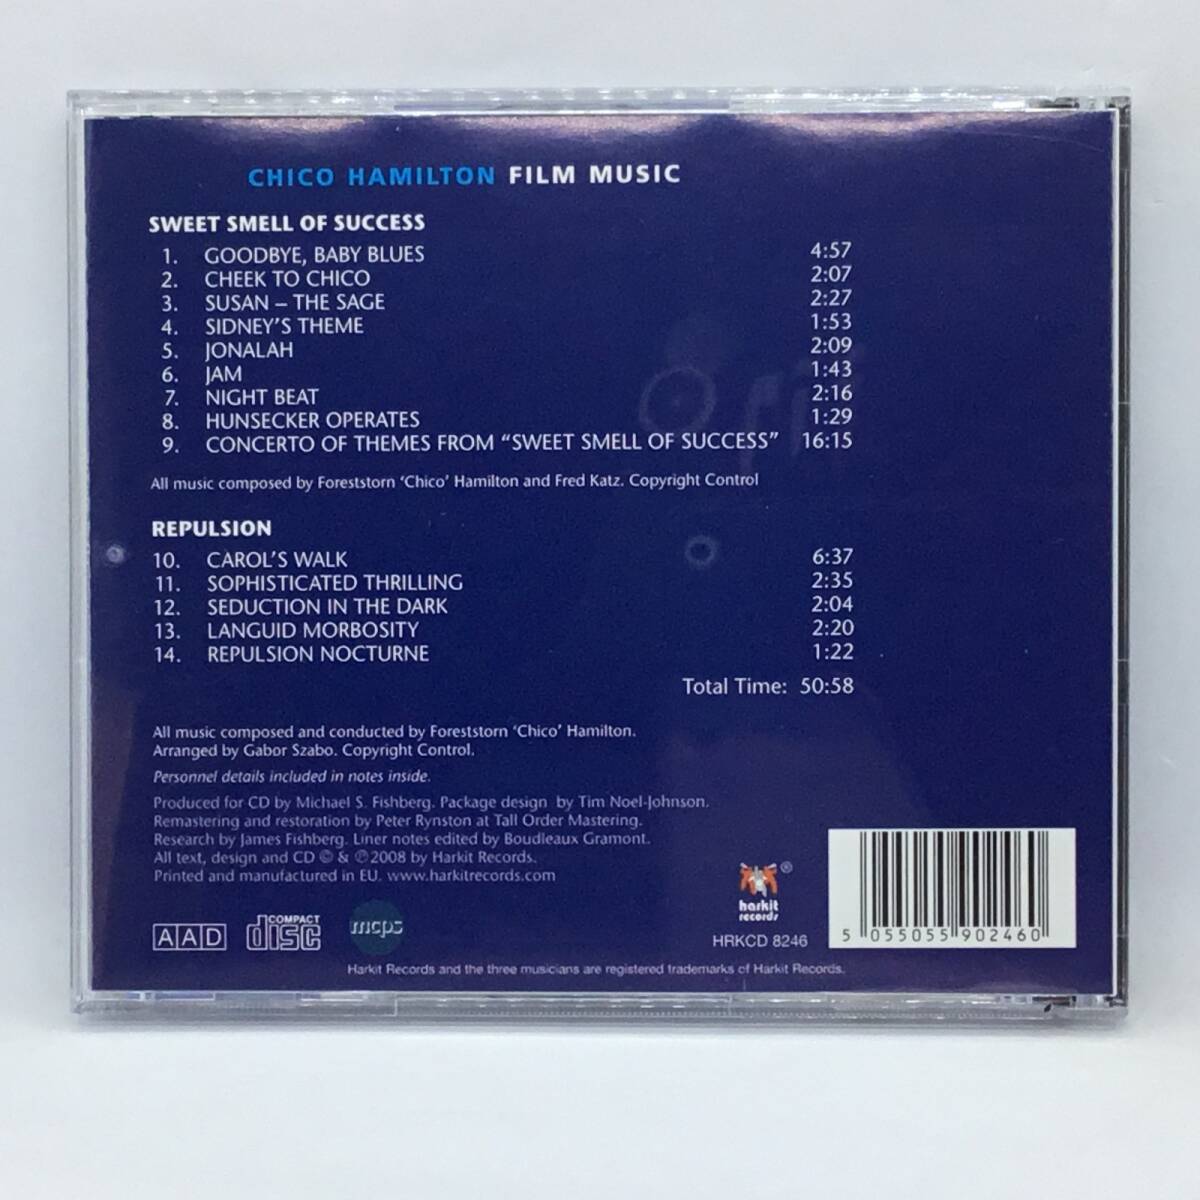 CHICO HAMILTON FILM MUSIC
SWEET SMELL OF SUCCESS
1. GOODBYE, BABY BLUES 4:57
2. CHEEK TO CHICO 2:07
3. SUSAN – THE SAGE 2:27
4. SIDNEY'S THEME 1:53
5. JONALAH 2:09
6. JAM 1:43
7. NIGHT BEAT 2:16
8. HUNSECKER OPERATES 1:29
9. CONCERTO OF THEMES FROM "SWEET SMELL OF SUCCESS" 16:15
All music composed by Foreststorn 'Chico' Hamilton and Fred Katz. Copyright Control
REPULSION
10. CAROL'S WALK 6:37
11. SOPHISTICATED THRILLING 2:35
12. SEDUCTION IN THE DARK 2:04
13. LANGUID MORBOSITY 2:20
14. REPULSION NOCTURNE 1:22
Total Time: 50:58
All music composed and conducted by Foreststorn 'Chico' Hamilton.
Arranged by Gabor Szabo. Copyright Control.
Personnel details included in notes inside.
Produced for CD by Michael S. Fishberg. Package design by Tim Noel-Johnson.
Remastering and restoration by Peter Rynston at Tall Order Mastering.
Research by James Fishberg. Liner notes edited by Boudleaux Gramont.
All text, design and CD © & ℗ 2008 by Harkit Records.
Printed and manufactured in EU. www.harkitrecords.com
AAD
COMPACT
disc
mcps
harkit ®
records
HRKCD 8246
5 055055 902460
Harkit Records and the three musicians are registered trademarks of Harkit Records.